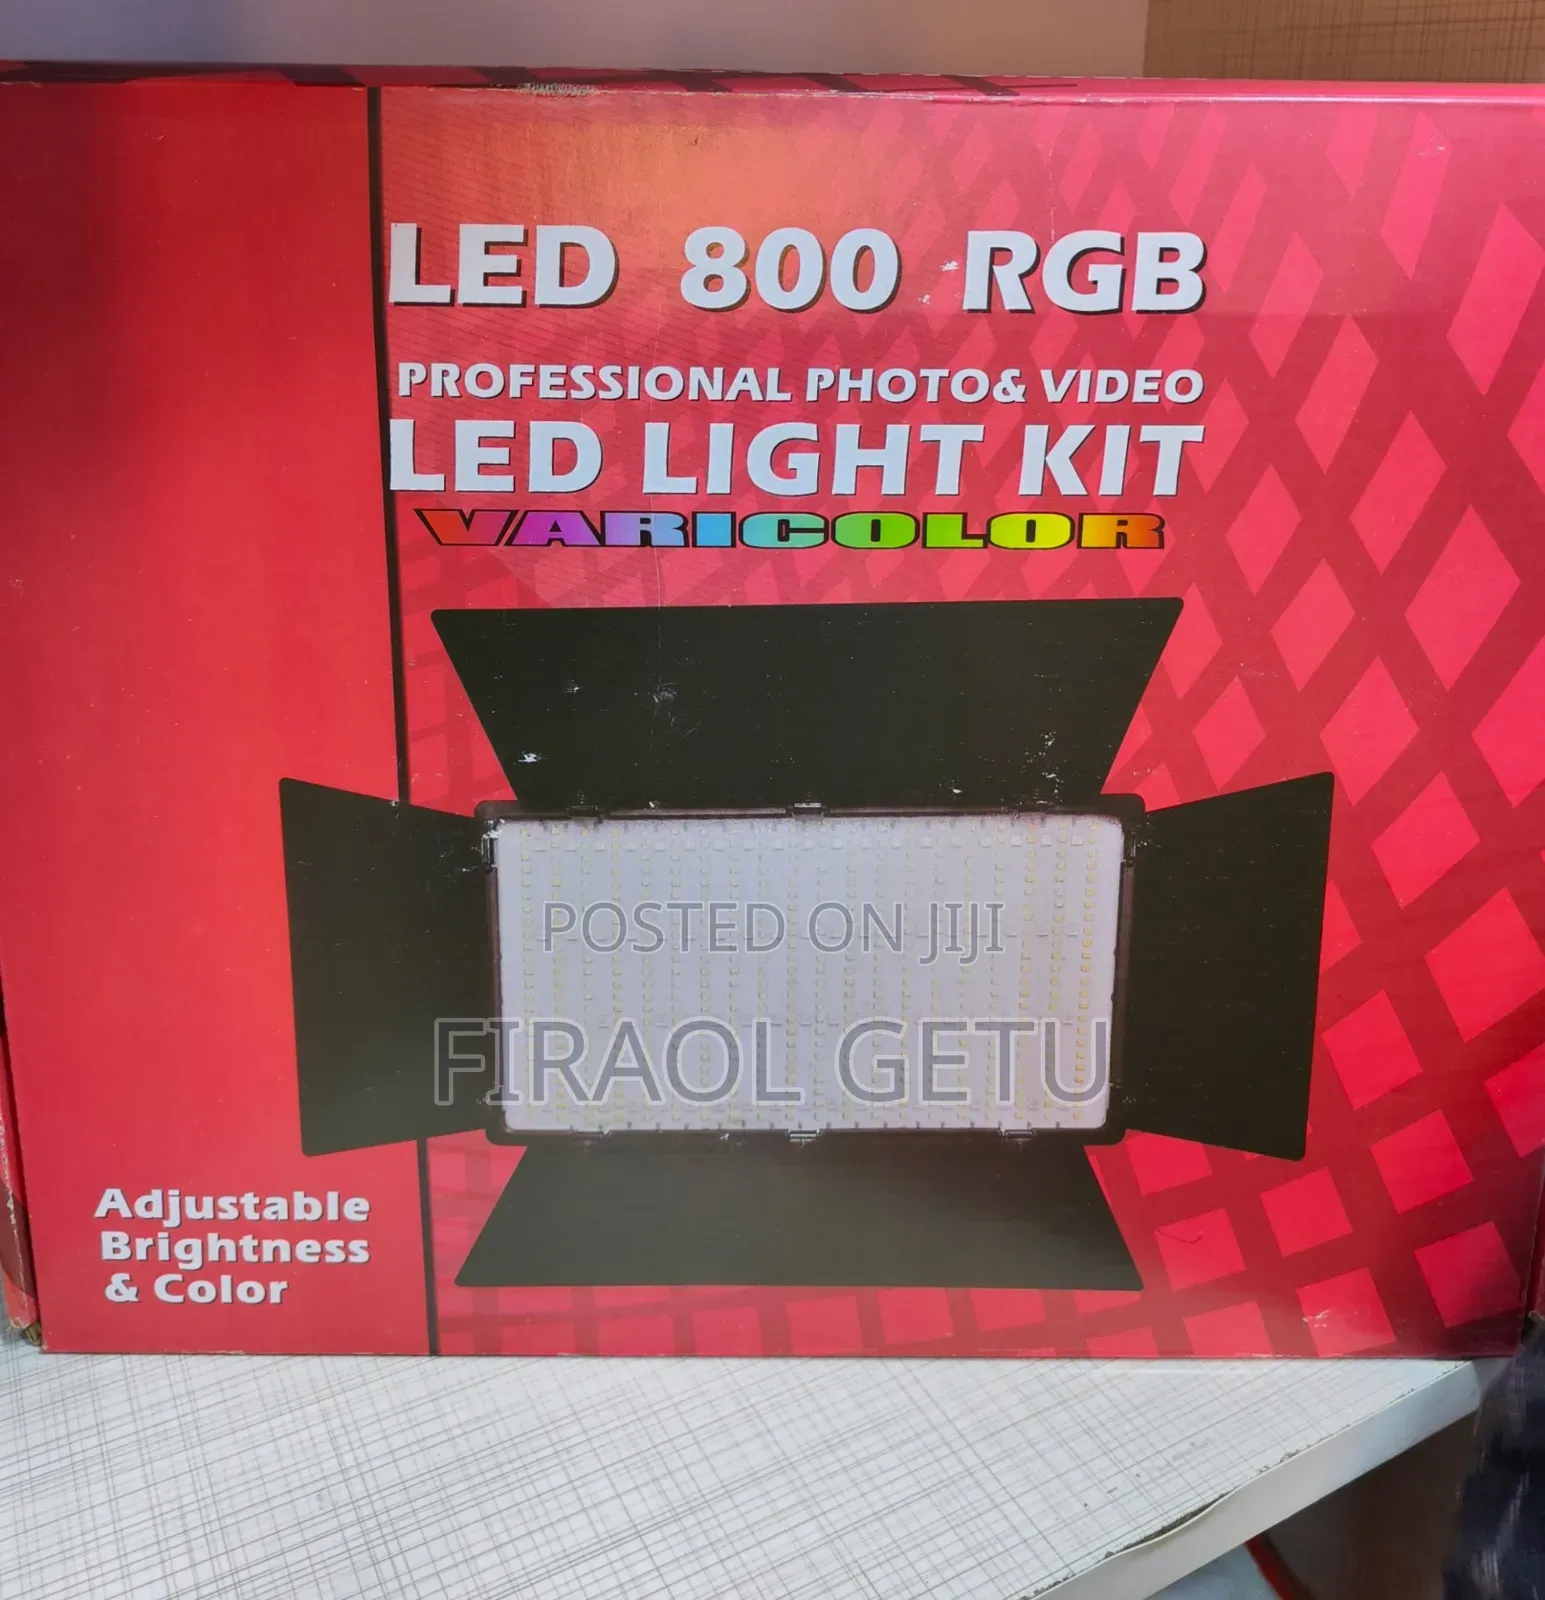 LED 800 RGB
PROFESSIONAL PHOTO& VIDEO
LED LIGHT KIT
VARICOLOR
POSTED ON JIJI
FIRAOL GETU
Adjustable
Brightness
& Color